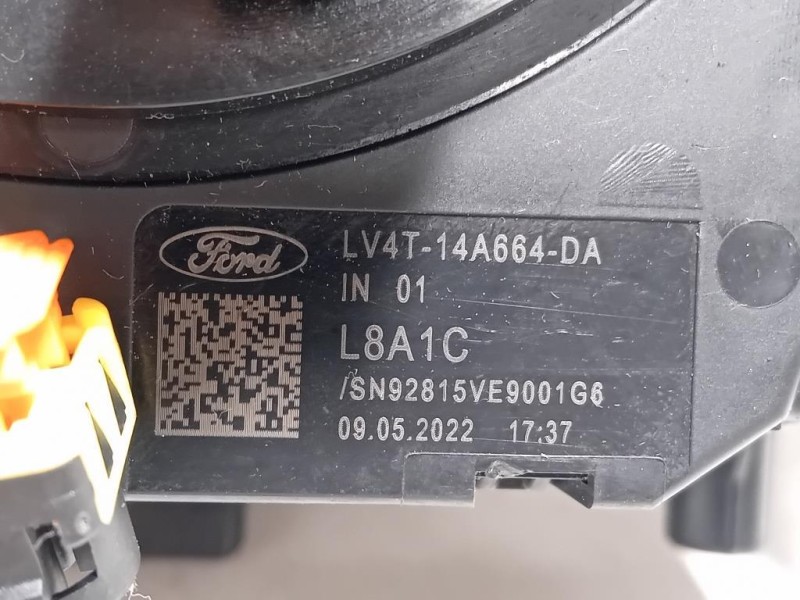 Ford
LV4T-14A664-DA
IN 01
L8A1C
/SN92815VE9001G6
09.05.2022 17:37